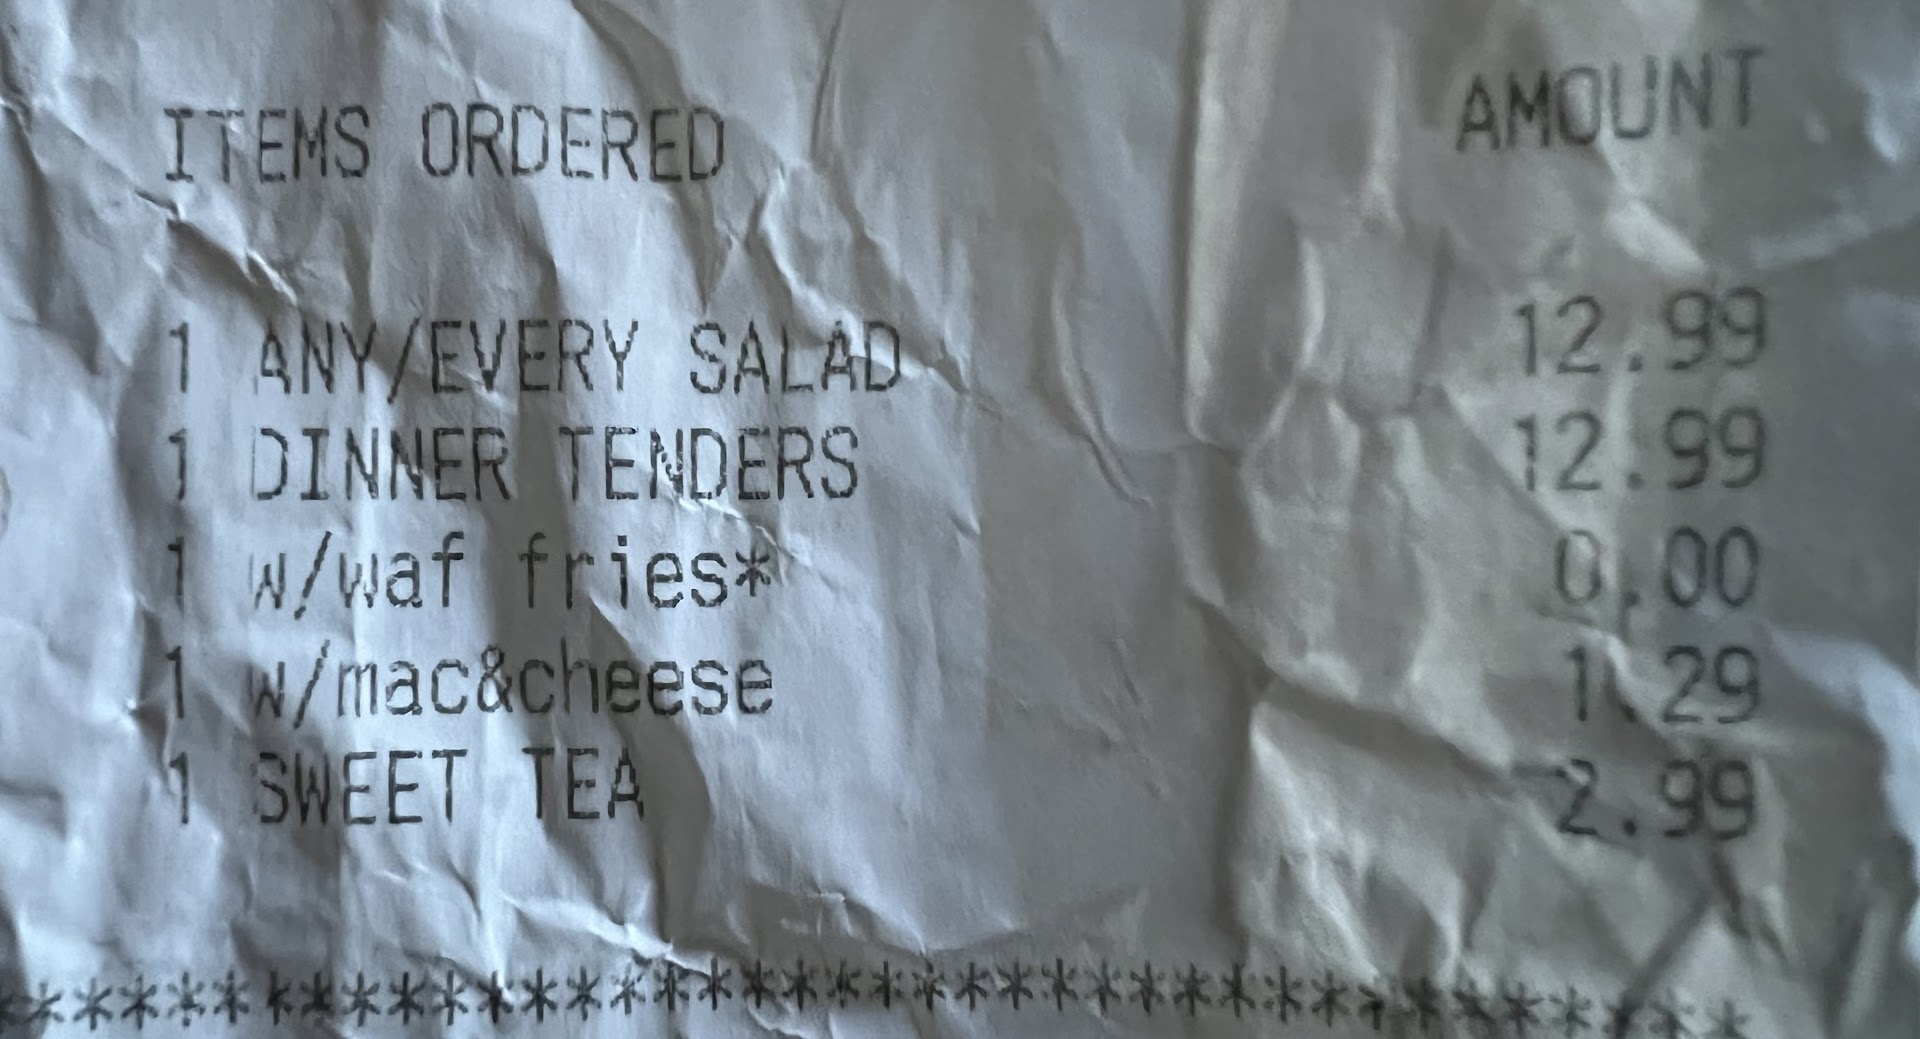 ITEMS ORDERED AMOUNT
1 ANY/EVERY SALAD 12.99
1 DINNER TENDERS 12.99
1 w/waf fries* 0.00
1 w/mac&cheese 1.29
1 SWEET TEA 2.99
****************************************